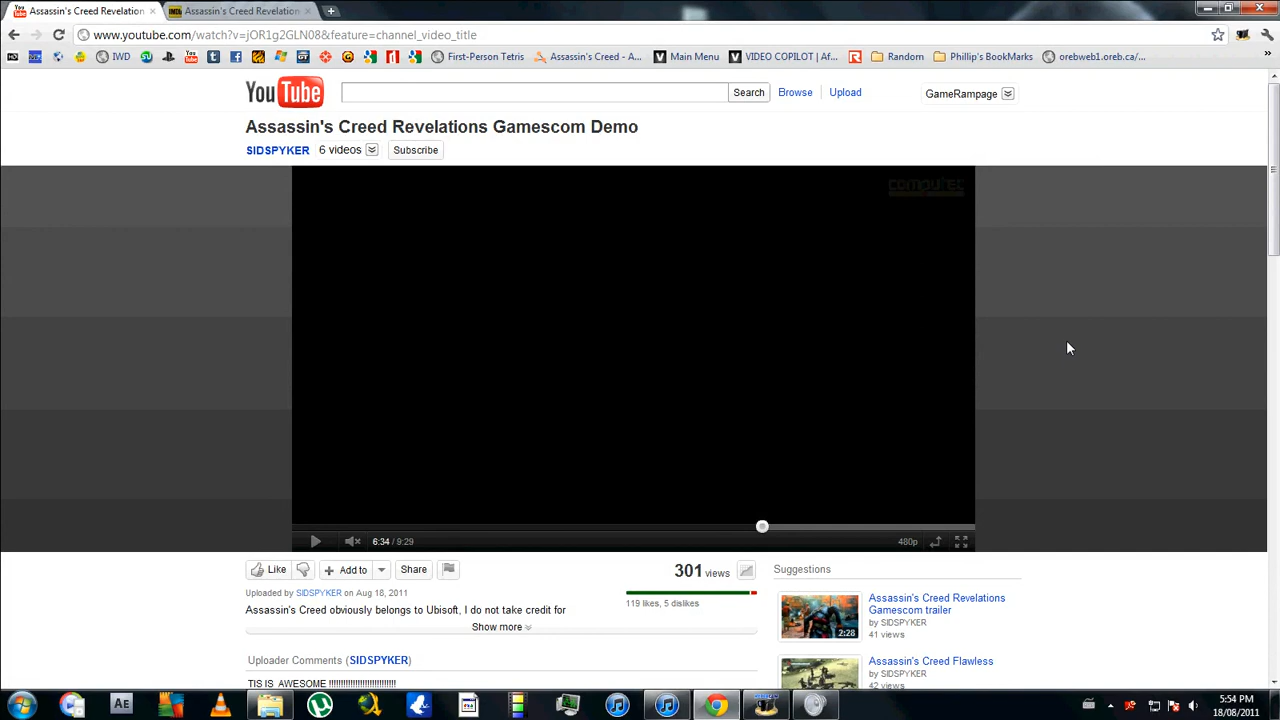 Assassin's Creed Revelation
Assassin's Creed Revelation
www.youtube.com/watch?v=jOR1g2GLN08&feature=channel_video_title
IWD
First-Person Tetris
Assassin's Creed - A...
Main Menu
VIDEO COPILOT | Af...
Random
Phillip's BookMarks
orebweb1.oreb.ca/...
YouTube
Search
Browse
Upload
GameRampage
Assassin's Creed Revelations Gamescom Demo
SIDSPYKER 6 videos Subscribe
6:34 / 9:29
480p
Like
Add to
Share
301 views
Suggestions
Uploaded by SIDSPYKER on Aug 18, 2011
119 likes, 5 dislikes
Assassin's Creed obviously belongs to Ubisoft, I do not take credit for
Show more
2:28
Assassin's Creed Revelations
Gamescom trailer
by SIDSPYKER
41 views
Uploader Comments (SIDSPYKER)
TIS IS AWESOME !!!!!!!!!!!!!!!!!!!!!!!!!!!
Assassin's Creed Flawless
by SIDSPYKER
42 views
Ae
5:54 PM
18/08/2011